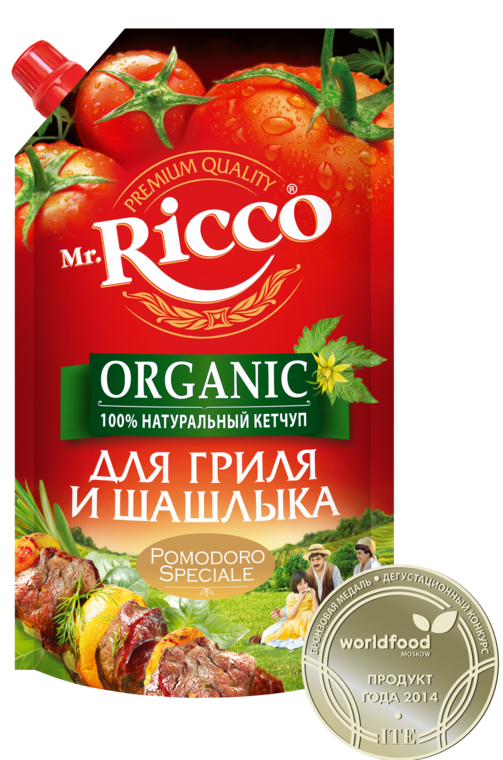 PREMIUM QUALITY
Mr. Ricco®
ORGANIC
100% НАТУРАЛЬНЫЙ КЕТЧУП
ДЛЯ ГРИЛЯ
И ШАШЛЫКА
POMODORO
SPECIALE
БРОНЗОВАЯ МЕДАЛЬ • ДЕГУСТАЦИОННЫЙ КОНКУРС
worldfood
MOSCOW
ПРОДУКТ
ГОДА 2014
·ITE·